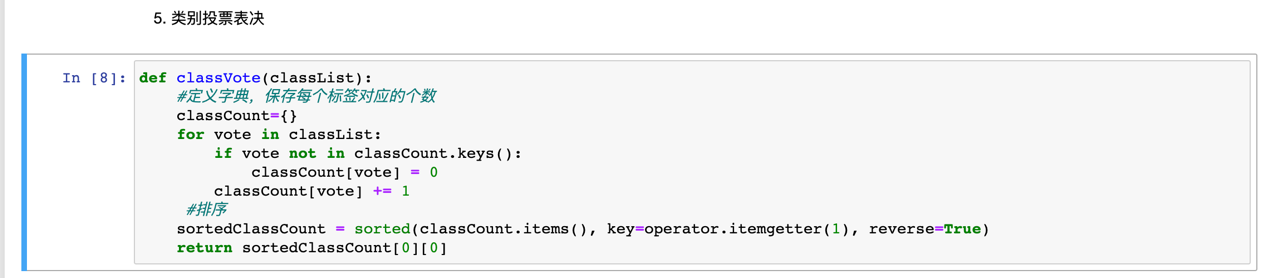 5. 类别投票表决
In [8]: def classVote(classList):
    #定义字典，保存每个标签对应的个数
    classCount={}
    for vote in classList:
        if vote not in classCount.keys():
            classCount[vote] = 0
        classCount[vote] += 1
     #排序
    sortedClassCount = sorted(classCount.items(), key=operator.itemgetter(1), reverse=True)
    return sortedClassCount[0][0]